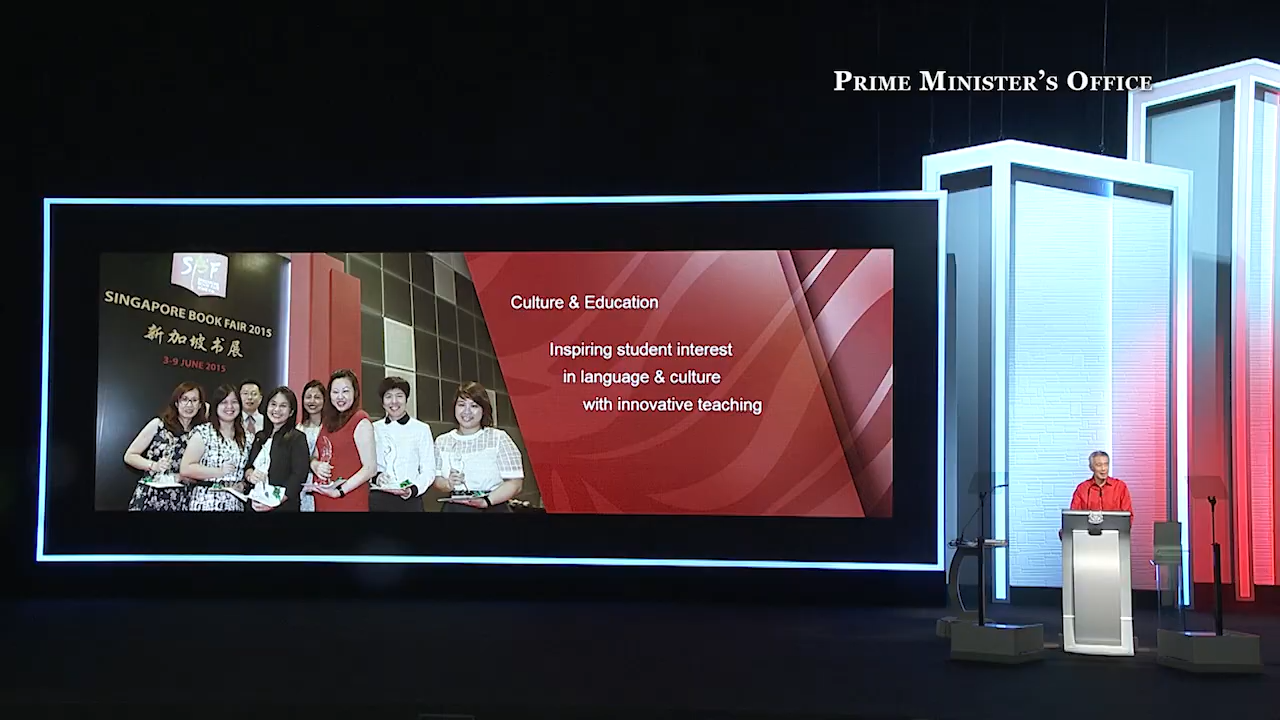 PRIME MINISTER'S OFFICE
SBF
SINGAPORE BOOK FAIR 2015
新加坡书展
3-9 JUNE 2015
Culture & Education
Inspiring student interest
in language & culture
with innovative teaching